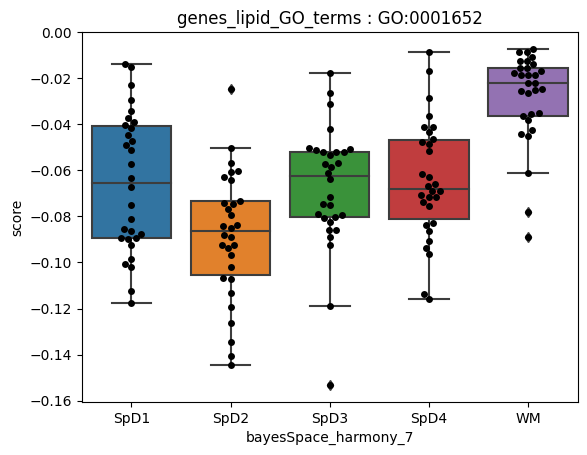 genes_lipid_GO_terms : GO:0001652
0.00
−0.02
−0.04
−0.06
−0.08
−0.10
−0.12
−0.14
−0.16
score
SpD1 SpD2 SpD3 SpD4 WM
bayesSpace_harmony_7